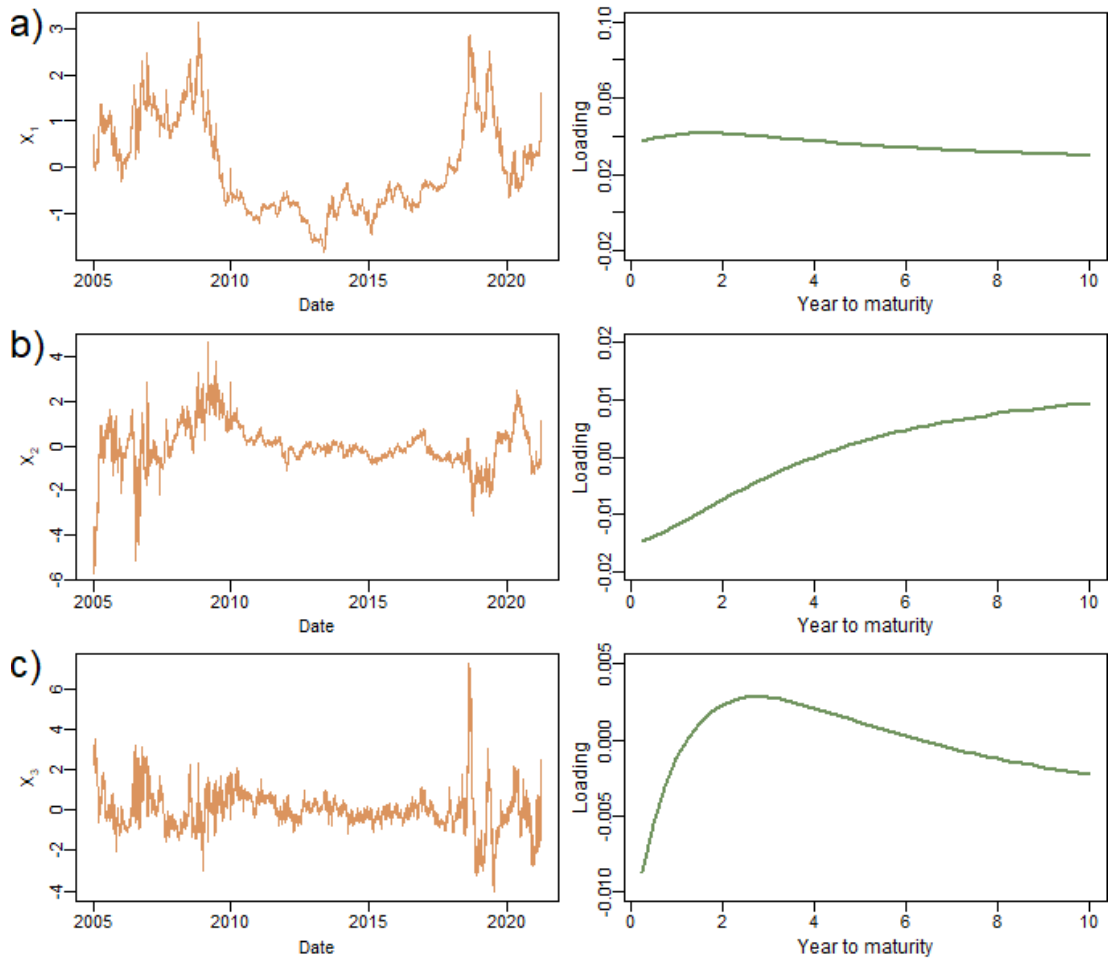 a)
X1
3
2
1
0
-1
2005 2010 2015 2020
Date
Loading
0.10
0.06
0.02
-0.02
0 2 4 6 8 10
Year to maturity
b)
X2
4
2
0
-2
-4
-6
2005 2010 2015 2020
Date
Loading
0.02
0.01
0.00
-0.01
-0.02
0 2 4 6 8 10
Year to maturity
c)
X3
6
4
2
0
-2
-4
2005 2010 2015 2020
Date
Loading
0.005
0.000
-0.005
-0.010
0 2 4 6 8 10
Year to maturity